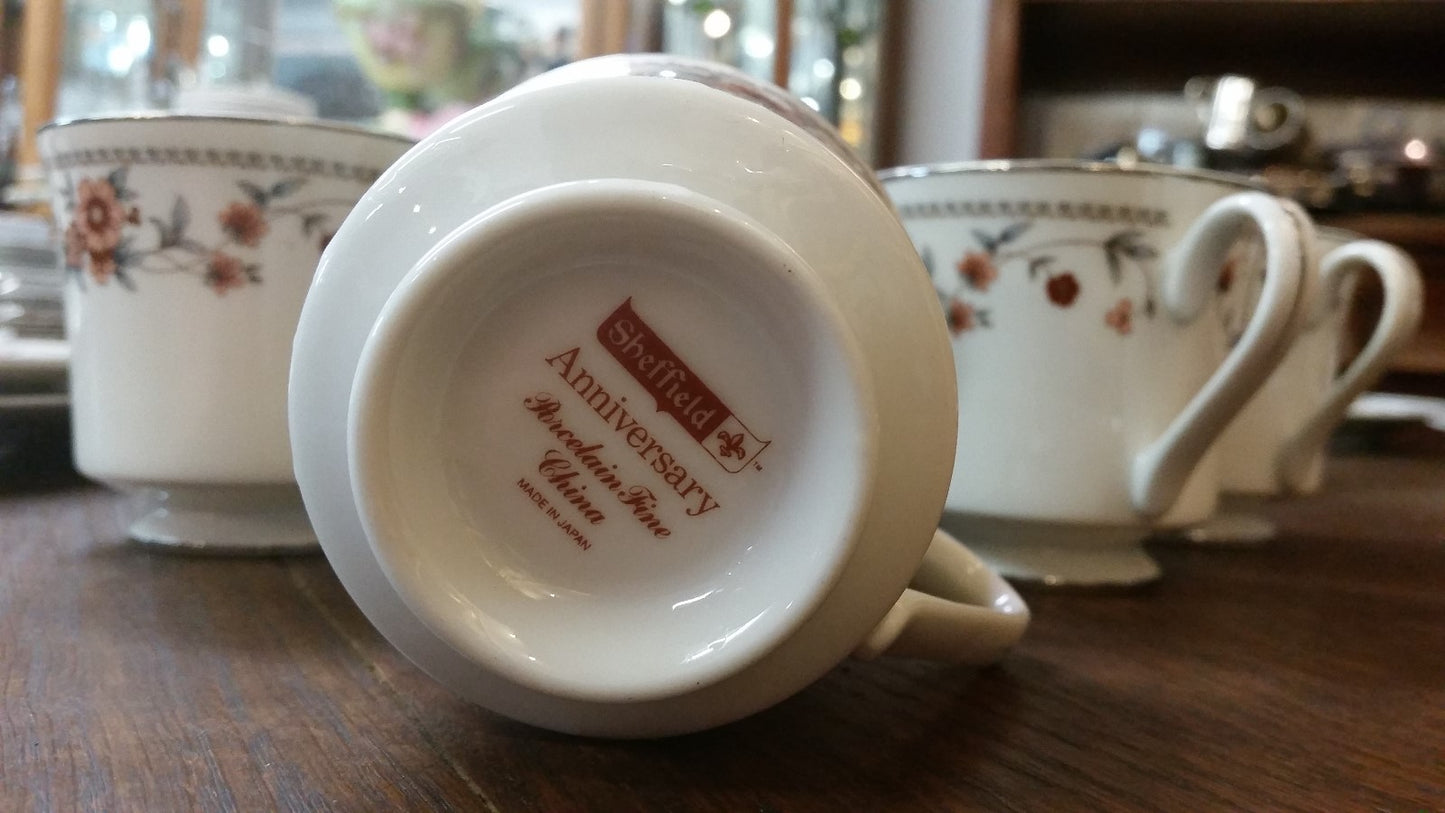 Sheffield
Anniversary
Porcelain Fine
China
MADE IN JAPAN